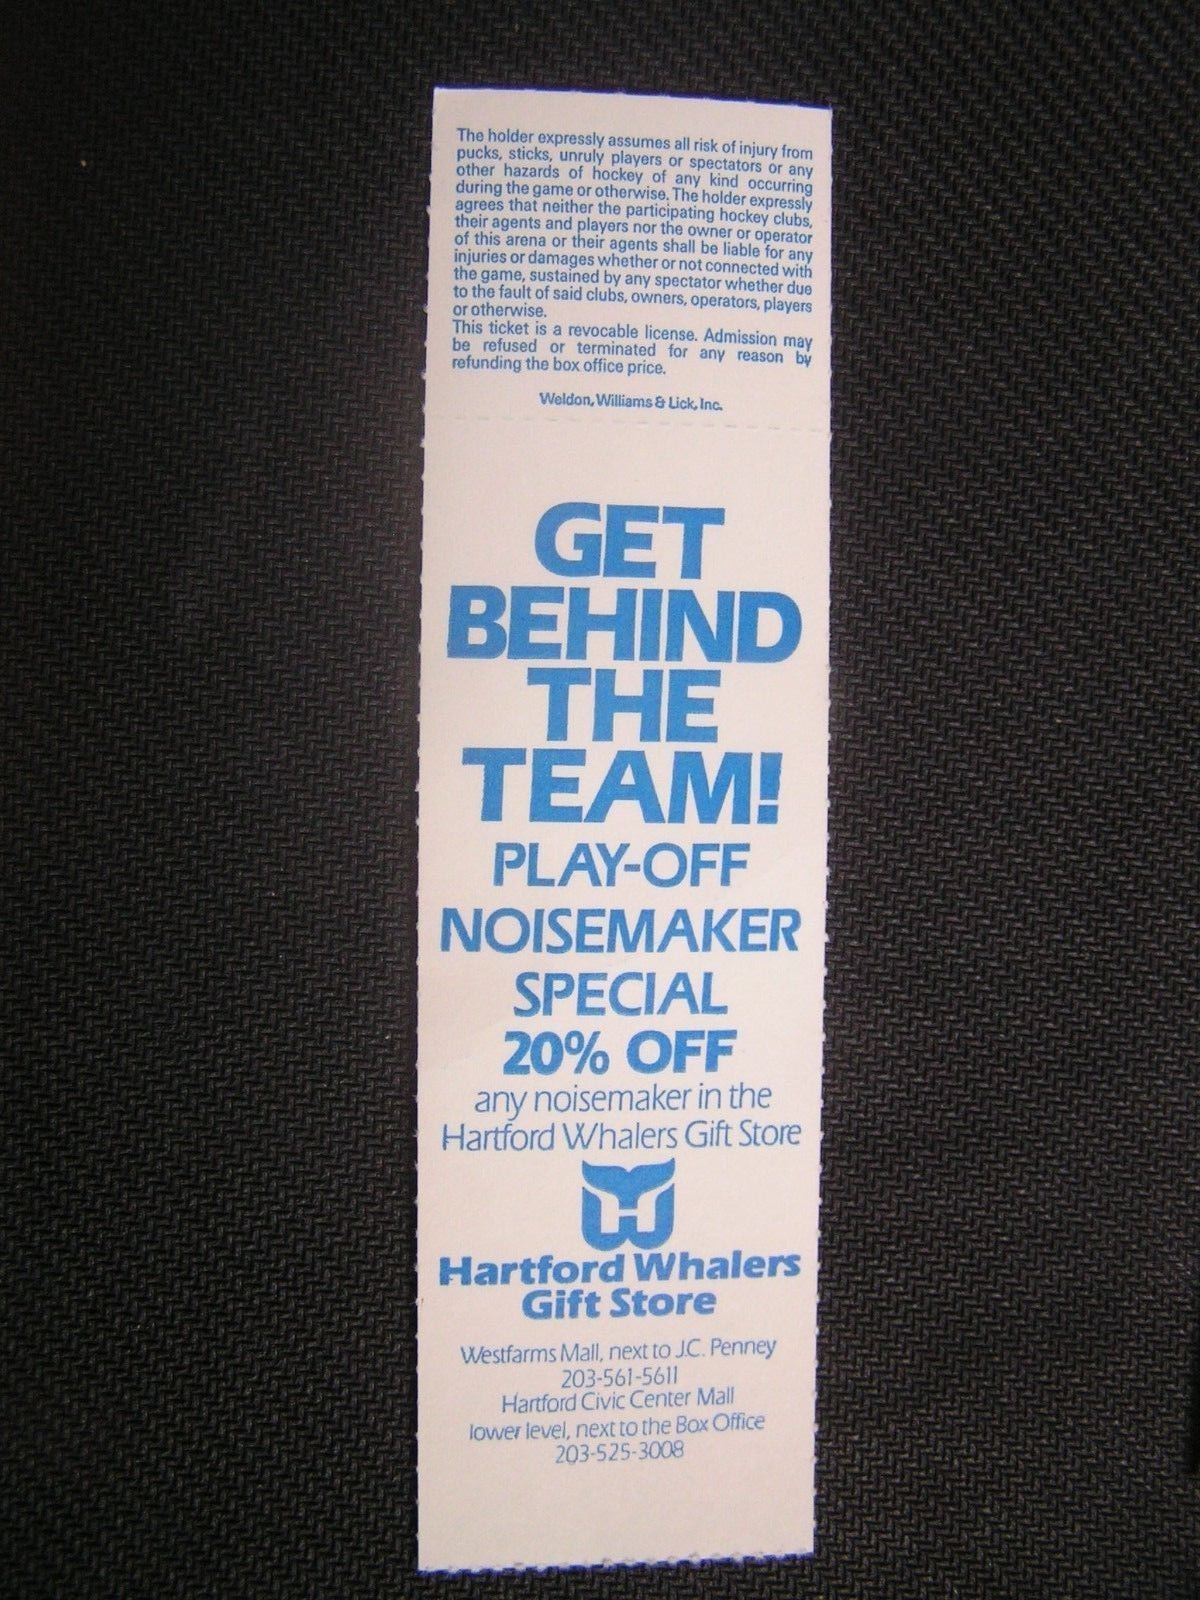 The holder expressly assumes all risk of injury from
pucks, sticks, unruly players or spectators or any
other hazards of hockey of any kind occurring
during the game or otherwise. The holder expressly
agrees that neither the participating hockey clubs,
their agents and players nor the owner or operator
of this arena or their agents shall be liable for any
injuries or damages whether or not connected with
the game, sustained by any spectator whether due
to the fault of said clubs, owners, operators, players
or otherwise.
This ticket is a revocable license. Admission may
be refused or terminated for any reason by
refunding the box office price.
Weldon, Williams & Lick, Inc.
GET
BEHIND
THE
TEAM!
PLAY-OFF
NOISEMAKER
SPECIAL
20% OFF
any noisemaker in the
Hartford Whalers Gift Store
Hartford Whalers
Gift Store
Westfarms Mall, next to J.C. Penney
203-561-5611
Hartford Civic Center Mall
lower level, next to the Box Office
203-525-3008